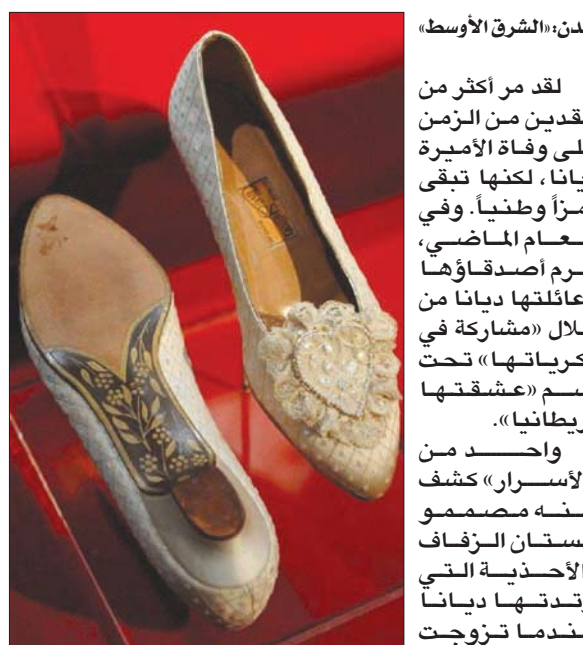 لدن: «الشرق الأوسط»
لقد مر أكثر من
قدين من الزمن
لى وفاة الأميرة
يانا، لكنها تبقى
مزاً وطنياً. وفي
عام الماضي،
رم أصدقاؤها
عائلتها ديانا من
لال «مشاركة في
كرياتها» تحت
سم «عشقتها
ريطانيا».
واحد من
لأسرار» كشف
نه مصممو
ستان الزفاف
الأحذية التي
رتدتها ديانا
ندما تزوجت